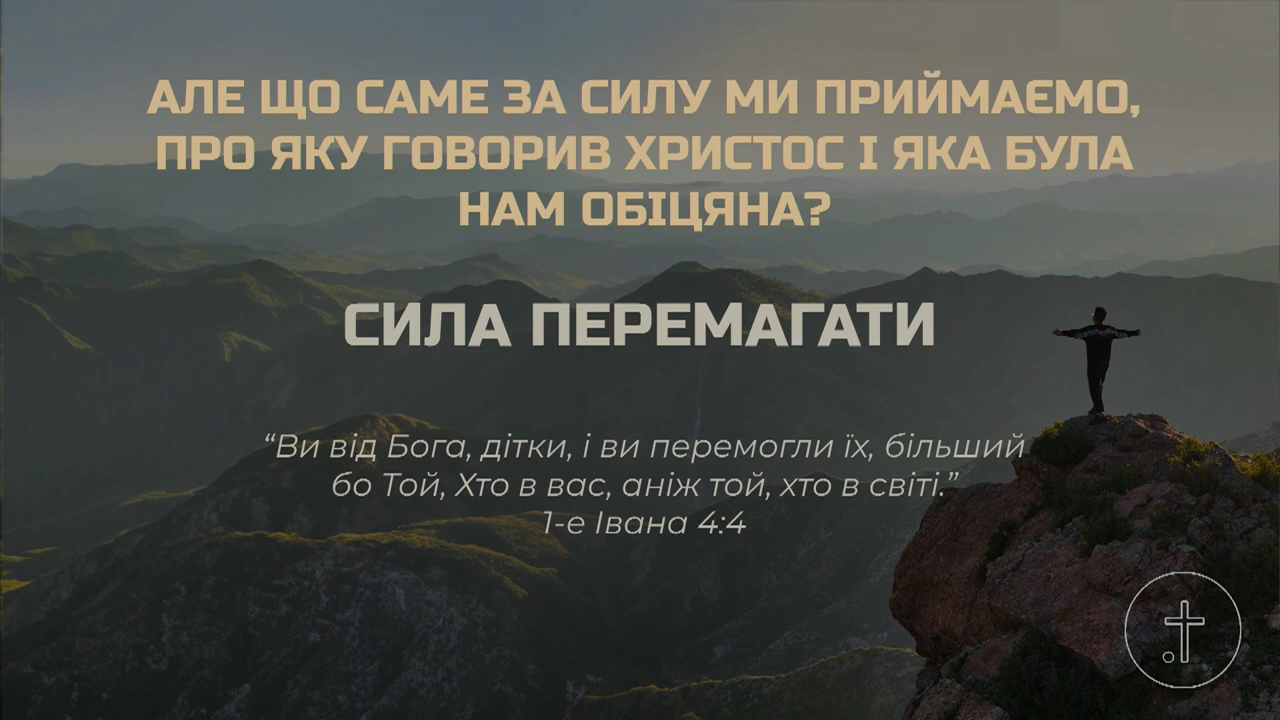 АЛЕ ЩО САМЕ ЗА СИЛУ МИ ПРИЙМАЄМО,
ПРО ЯКУ ГОВОРИВ ХРИСТОС І ЯКА БУЛА
НАМ ОБІЦЯНА?
СИЛА ПЕРЕМАГАТИ
“Ви від Бога, дітки, і ви перемогли їх, більший
бо Той, Хто в вас, аніж той, хто в світі.”
1-е Івана 4:4